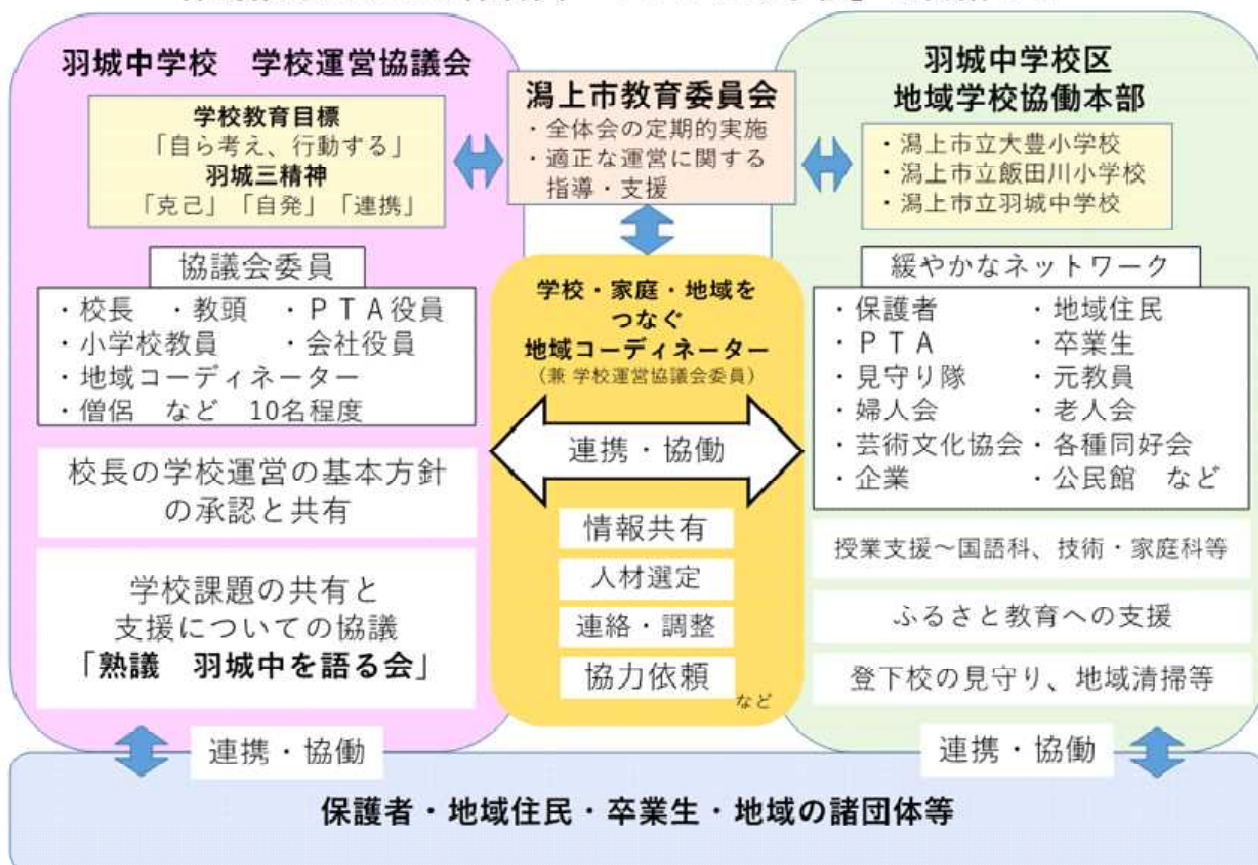 羽城中学校　学校運営協議会
学校教育目標
「自ら考え、行動する」
羽城三精神
「克己」「自発」「連携」
協議会委員
・校長　・教頭　・ＰＴＡ役員
・小学校教員　・会社役員
・地域コーディネーター
・僧侶　など　10名程度
校長の学校運営の基本方針
の承認と共有
学校課題の共有と
支援についての協議
「熟議　羽城中を語る会」
連携・協働
潟上市教育委員会
・全体会の定期的実施
・適正な運営に関する
指導・支援
学校・家庭・地域を
つなぐ
地域コーディネーター
（兼 学校運営協議会委員）
連携・協働
情報共有
人材選定
連絡・調整
協力依頼
など
羽城中学校区
地域学校協働本部
・潟上市立大豊小学校
・潟上市立飯田川小学校
・潟上市立羽城中学校
緩やかなネットワーク
・保護者　・地域住民
・ＰＴＡ　・卒業生
・見守り隊　・元教員
・婦人会　・老人会
・芸術文化協会・各種同好会
・企業　・公民館　など
授業支援～国語科、技術・家庭科等
ふるさと教育への支援
登下校の見守り、地域清掃等
連携・協働
保護者・地域住民・卒業生・地域の諸団体等